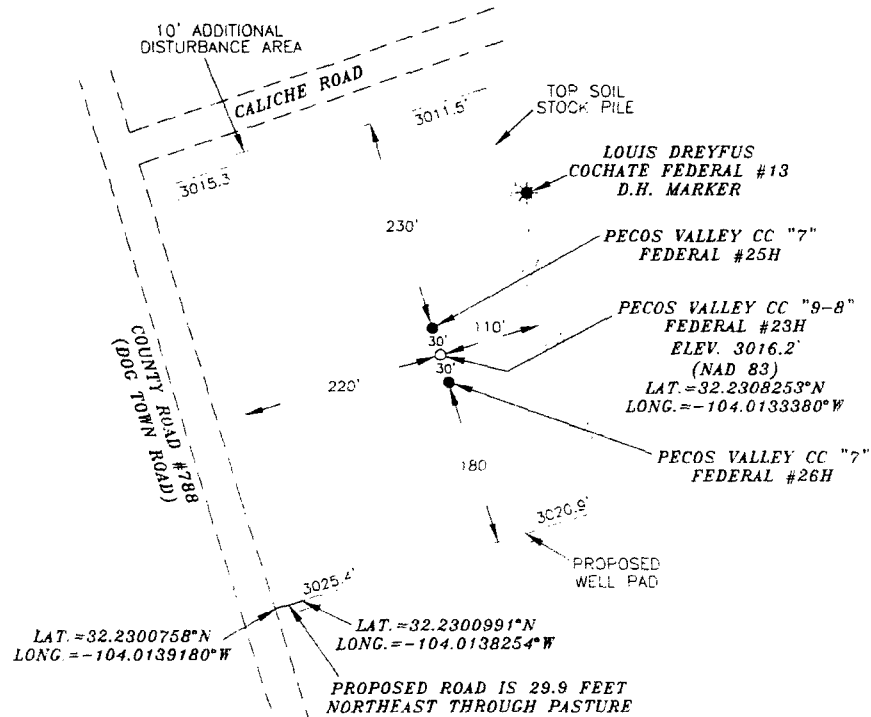 10' ADDITIONAL
DISTURBANCE AREA
CALICHE ROAD
3011.5'
TOP SOIL
STOCK PILE
3015.3
LOUIS DREYFUS
COCHATE FEDERAL #13
D.H. MARKER
230'
PECOS VALLEY CC "7"
FEDERAL #25H
30'
110'
PECOS VALLEY CC "9-8"
FEDERAL #23H
ELEV. 3016.2'
(NAD 83)
LAT.=32.2308253°N
LONG.=-104.0133380°W
30'
220'
COUNTY ROAD #788
(DOG TOWN ROAD)
PECOS VALLEY CC "7"
FEDERAL #26H
180
3020.9'
PROPOSED
WELL PAD
3025.4'
LAT.=32.2300758°N
LONG.=-104.0139180°W
LAT.=32.2300991°N
LONG.=-104.0138254°W
PROPOSED ROAD IS 29.9 FEET
NORTHEAST THROUGH PASTURE